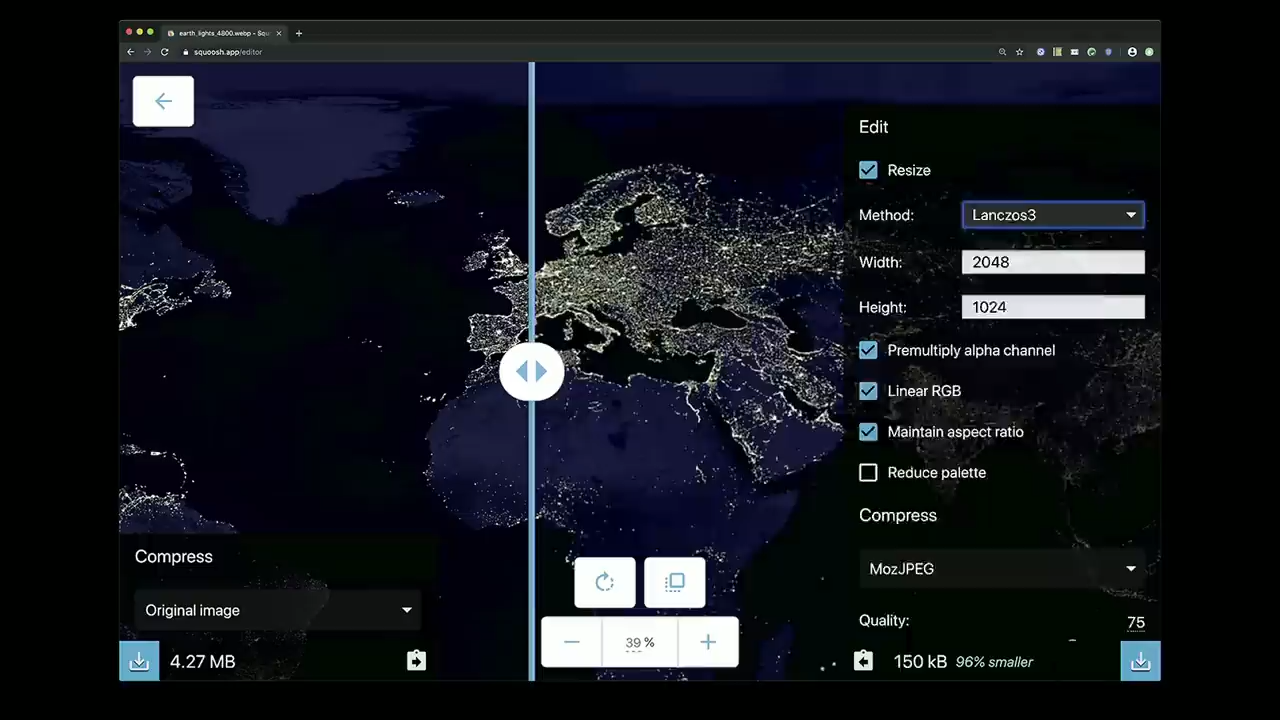 earth_lights_4800.webp - Squ
squoosh.app/editor
Edit
Resize
Method: Lanczos3
Width: 2048
Height: 1024
Premultiply alpha channel
Linear RGB
Maintain aspect ratio
Reduce palette
Compress
MozJPEG
Quality: 75
150 kB 96% smaller
Compress
Original image
4.27 MB
39 %